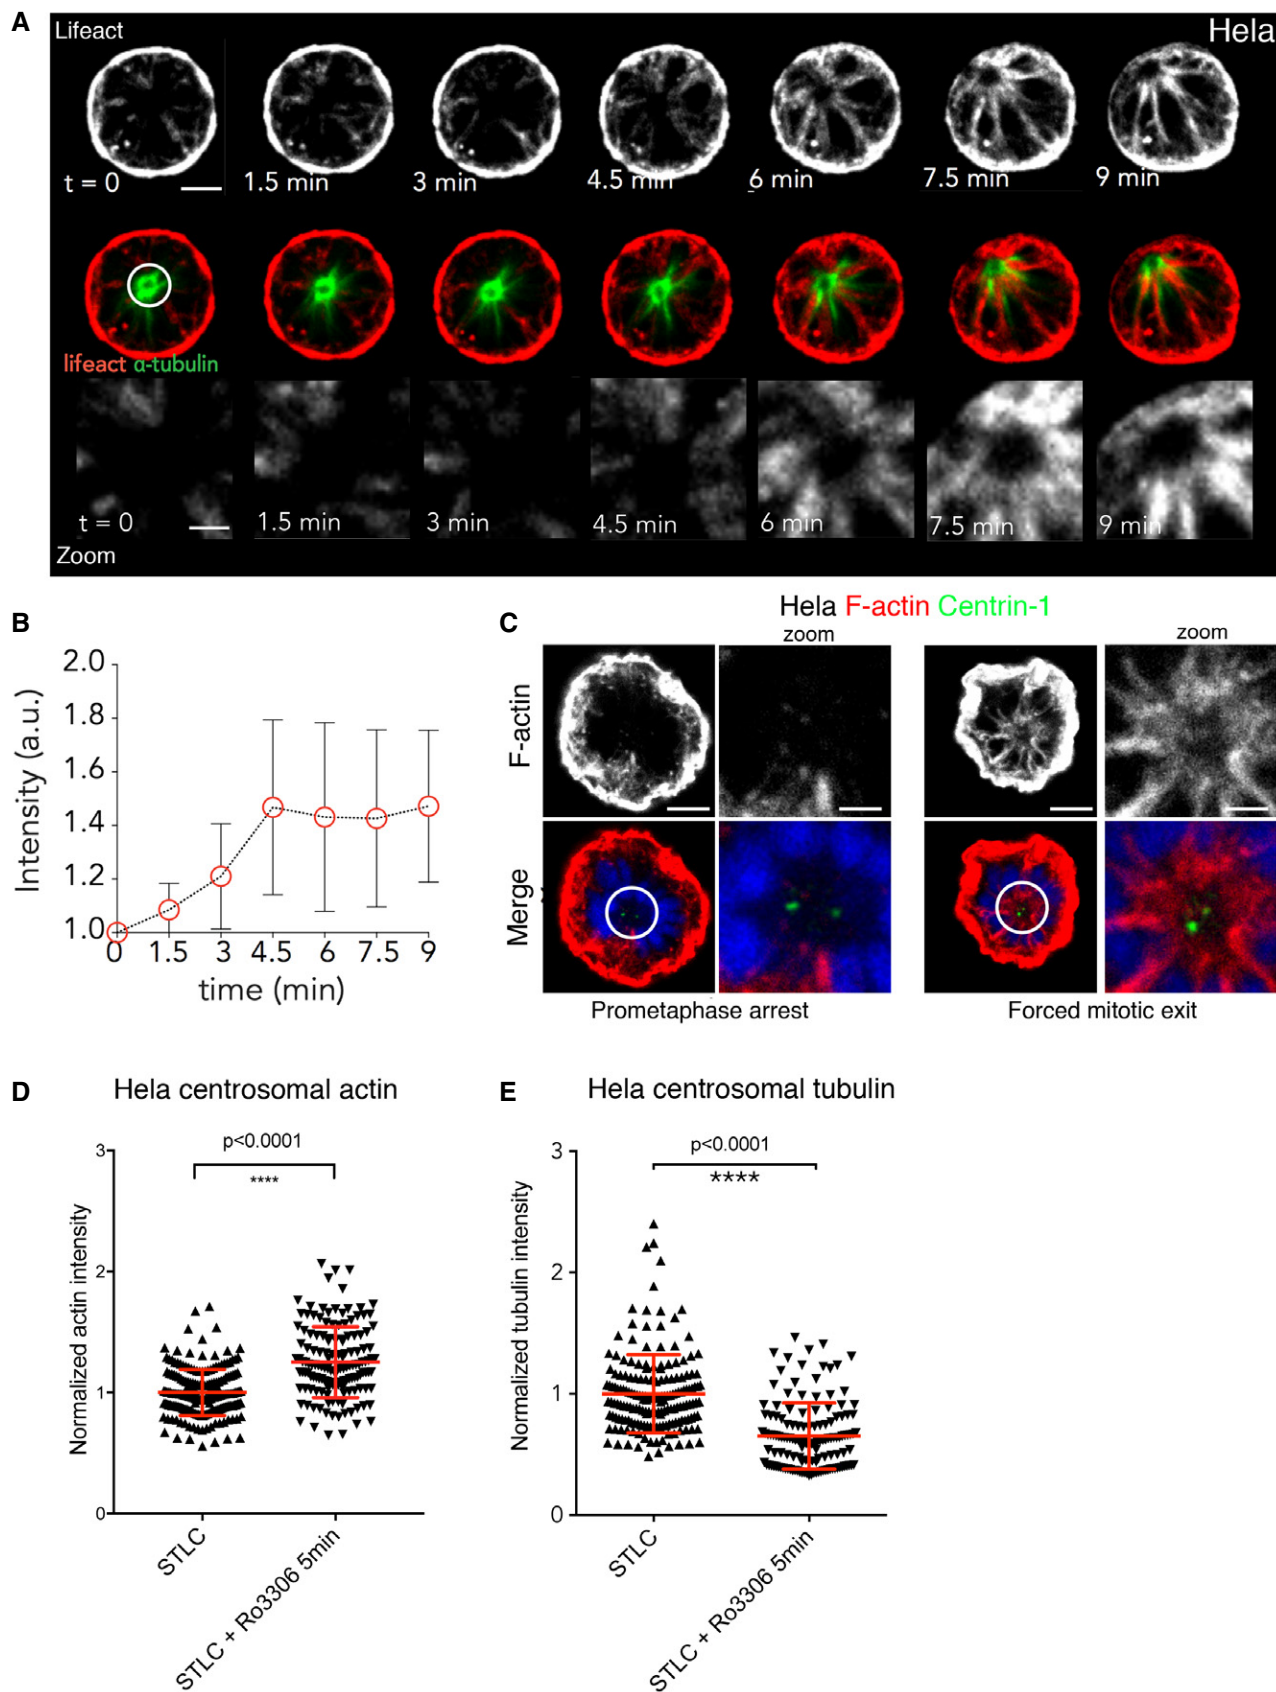 A
Lifeact
Hela
t = 0
1.5 min
3 min
4.5 min
6 min
7.5 min
9 min
lifeact α-tubulin
t = 0
1.5 min
3 min
4.5 min
6 min
7.5 min
9 min
Zoom
B
2.0
1.8
1.6
1.4
1.2
1.0
Intensity (a.u.)
0 1.5 3 4.5 6 7.5 9
time (min)
C
Hela F-actin Centrin-1
zoom
zoom
F-actin
Merge
Prometaphase arrest
Forced mitotic exit
D
Hela centrosomal actin
p<0.0001
****
3
2
1
0
Normalized actin intensity
STLC
STLC + Ro3306 5min
E
Hela centrosomal tubulin
p<0.0001
****
3
2
1
0
Normalized tubulin intensity
STLC
STLC + Ro3306 5min